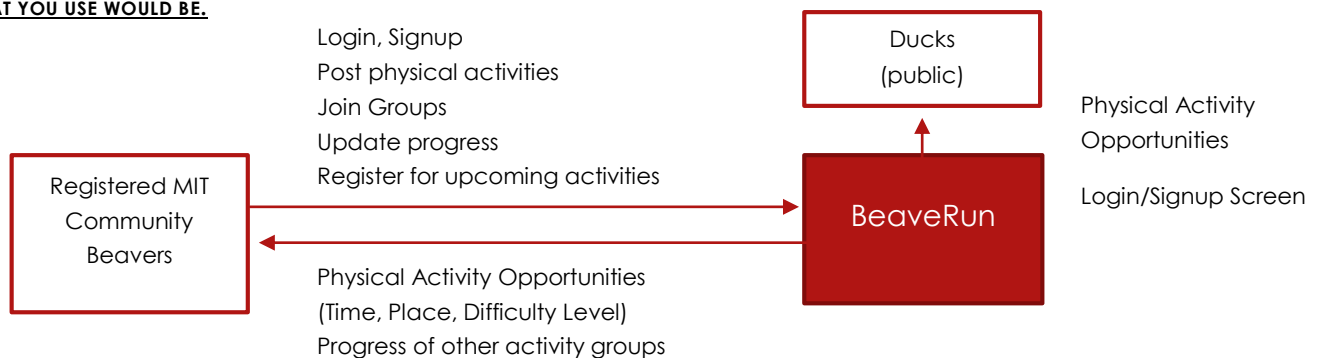 AT YOU USE WOULD BE.
Login, Signup
Post physical activities
Join Groups
Update progress
Register for upcoming activities
Ducks
(public)
Physical Activity
Opportunities
Login/Signup Screen
Registered MIT
Community
Beavers
BeaveRun
Physical Activity Opportunities
(Time, Place, Difficulty Level)
Progress of other activity groups